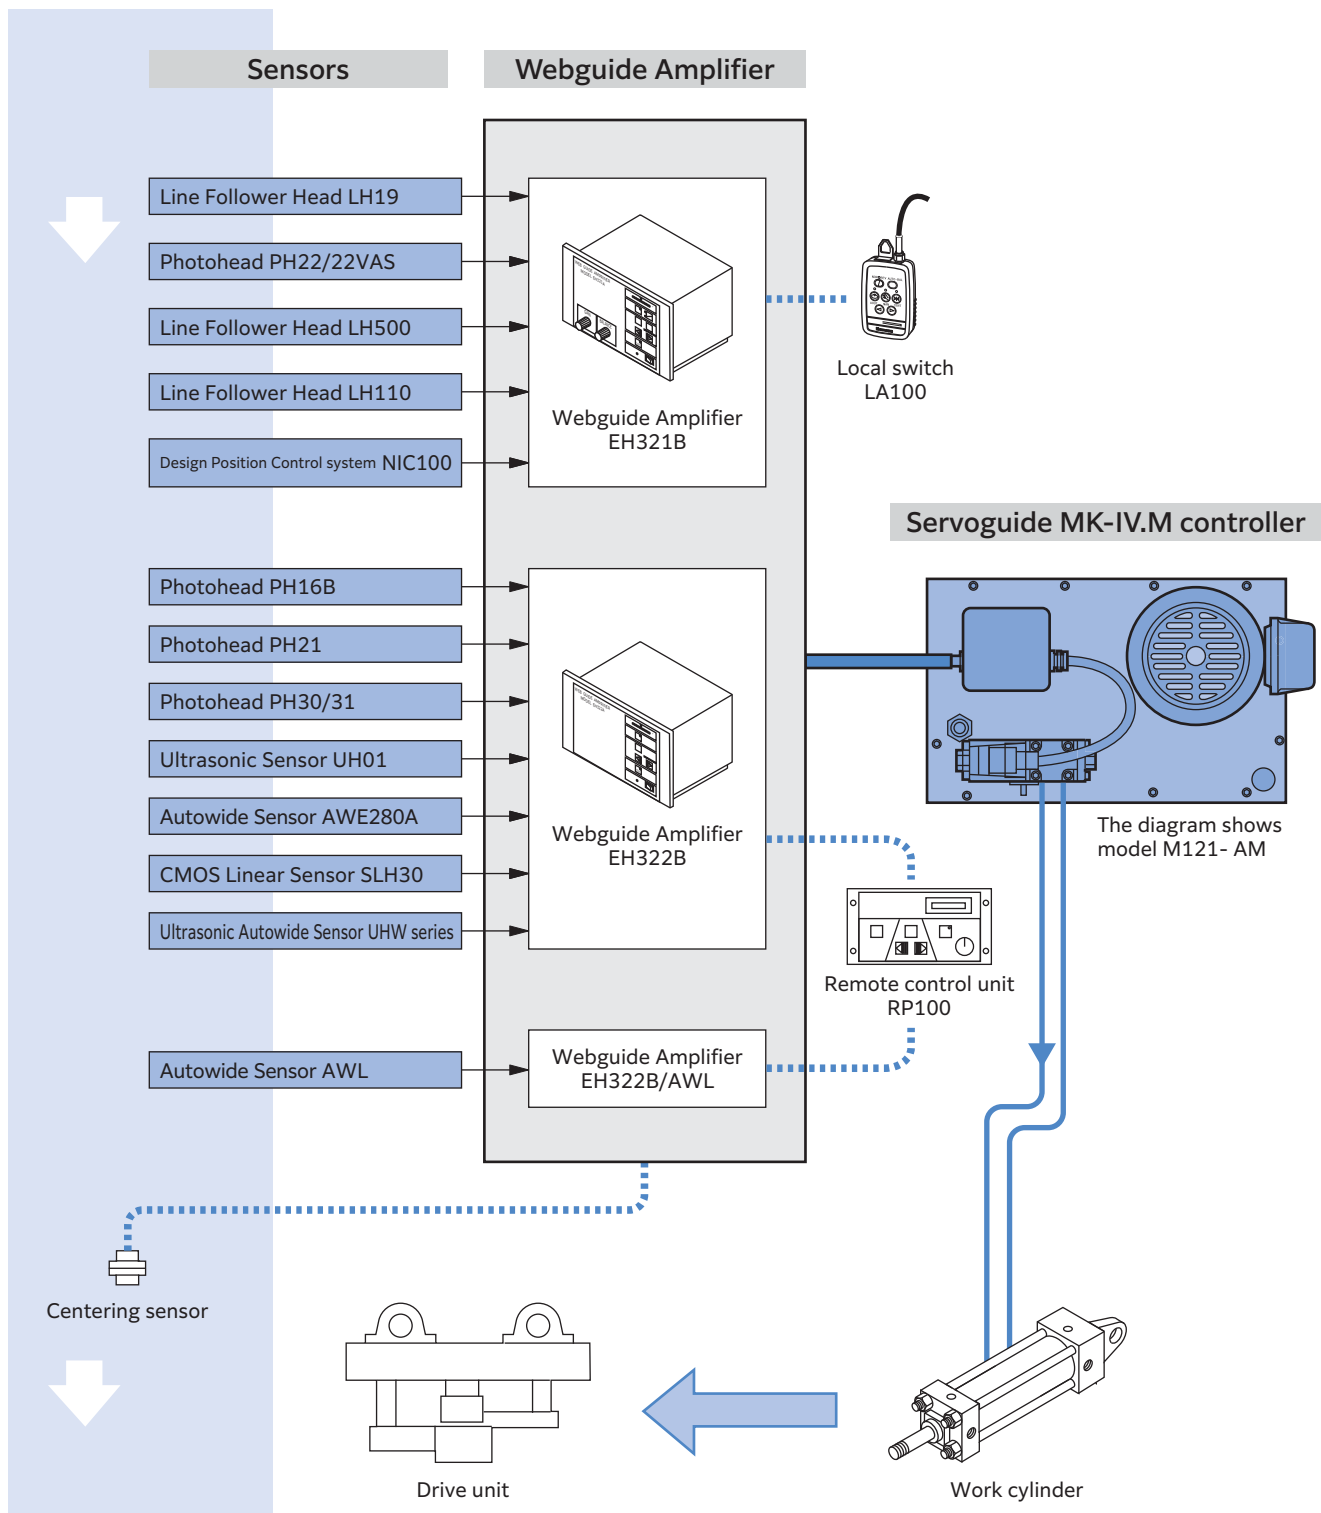 Sensors
Webguide Amplifier
Line Follower Head LH19
Photohead PH22/22VAS
Line Follower Head LH500
Line Follower Head LH110
Design Position Control system NIC100
Webguide Amplifier
EH321B
Local switch
LA100
Servoguide MK-IV.M controller
Photohead PH16B
Photohead PH21
Photohead PH30/31
Ultrasonic Sensor UH01
Autowide Sensor AWE280A
CMOS Linear Sensor SLH30
Ultrasonic Autowide Sensor UHW series
Webguide Amplifier
EH322B
The diagram shows
model M121- AM
Remote control unit
RP100
Autowide Sensor AWL
Webguide Amplifier
EH322B/AWL
Centering sensor
Drive unit
Work cylinder